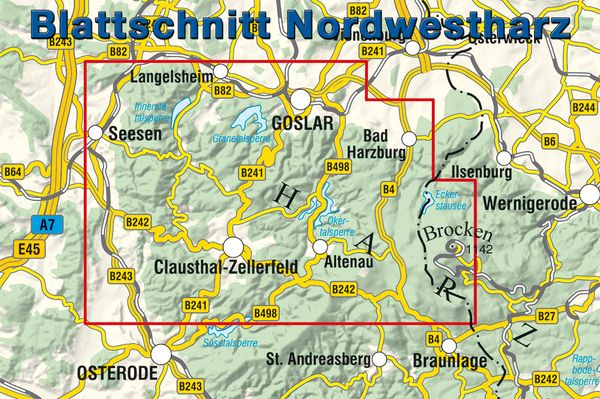 Blattschnitt Nordwestharz
B243
B82
B241
Osterwieck
Langelsheim
B82
B82
Innerste-
talsperre
Granetalsperre
GOSLAR
B244
Seesen
Bad
Harzburg
B6
B64
B241
B498
B4
Ilsenburg
H
Ecker-
stausee
Wernigerode
A7
B242
Oker-
talsperre
Brocken
1142
E45
A
Clausthal-Zellerfeld
Altenau
B243
B242
R
B241
B498
B27
Sösetalsperre
Z
B4
OSTERODE
St. Andreasberg
Braunlage
Rapp-
bode-
talsperre
B243
B241
B242